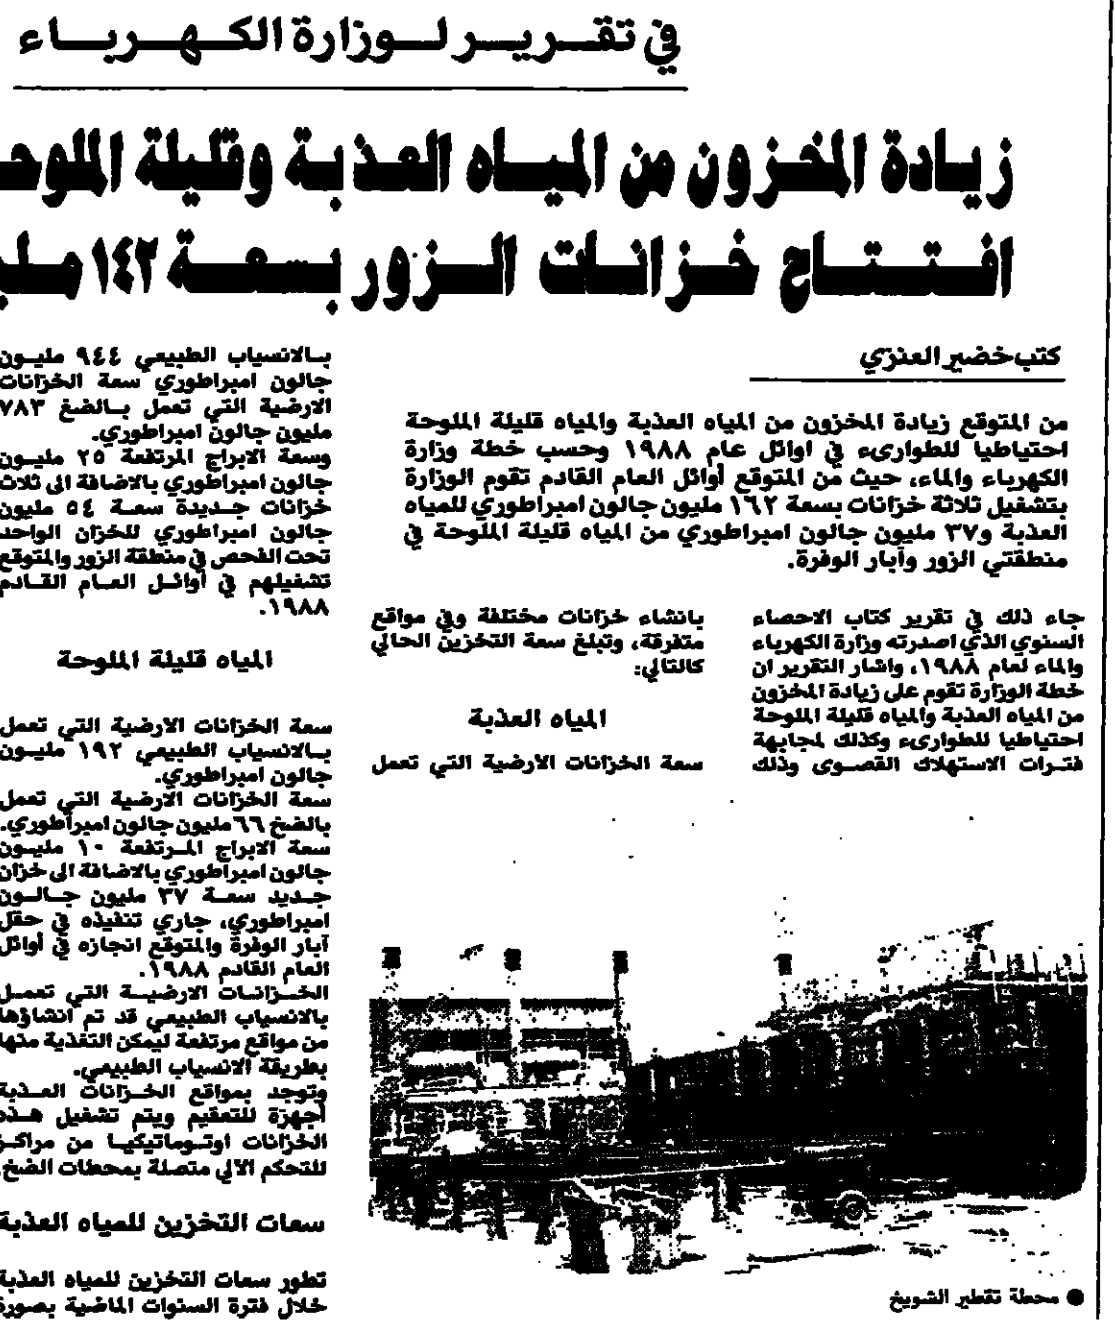 في تقرير لوزارة الكهرباء
زيادة المخزون من المياه العذبة وقليلة الملوحـ
افتتاح خزانات الزور بسعة ١٤٢ مليـ
كتب خضير العنزي
من المتوقع زيادة المخزون من المياه العذبة والمياه قليلة الملوحة
احتياطيا للطوارىء في اوائل عام ١٩٨٨ وحسب خطة وزارة
الكهرباء والماء، حيث من المتوقع أوائل العام القادم تقوم الوزارة
بتشغيل ثلاثة خزانات بسعة ١٦٢ مليون جالون امبراطوري للمياه
العذبة و٣٧ مليون جالون امبراطوري من المياه قليلة الملوحة في
منطقتي الزور وآبار الوفرة.
جاء ذلك في تقرير كتاب الاحصاء
السنوي الذي اصدرته وزارة الكهرباء
والماء لعام ١٩٨٨، واشار التقرير ان
خطة الوزارة تقوم على زيادة المخزون
من المياه العذبة والمياه قليلة الملوحة
احتياطيا للطوارىء وكذلك لمجابهة
فترات الاستهلاك القصوى وذلك
بانشاء خزانات مختلفة وفي مواقع
متفرقة، وتبلغ سعة التخزين الحالي
كالتالي:
المياه العذبة
سعة الخزانات الارضية التي تعمل
بالانسياب الطبيعي ٩٤٤ مليون
جالون امبراطوري سعة الخزانات
الارضية التي تعمل بالضغ ٧٨٣
مليون جالون امبراطوري.
وسعة الابراج المرتفعة ٢٥ مليون
جالون امبراطوري بالاضافة الى ثلاث
خزانات جديدة سعة ٥٤ مليون
جالون امبراطوري للخزان الواحد
تحت الفحص في منطقة الزور والمتوقع
تشغيلهم في أوائل العام القادم
١٩٨٨.
المياه قليلة الملوحة
سعة الخزانات الارضية التي تعمل
بالانسياب الطبيعي ١٩٢ مليون
جالون امبراطوري.
سعة الخزانات الارضية التي تعمل
بالضخ ٦٦ مليون جالون امبراطوري.
سعة الابراج المرتفعة ١٠ مليون
جالون امبراطوري بالاضافة الى خزان
جديد سعة ٣٧ مليون جالون
امبراطوري، جاري تنفيذه في حقل
آبار الوفرة والمتوقع انجازه في أوائل
العام القادم ١٩٨٨.
الخزانات الارضية التي تعمل
بالانسياب الطبيعي قد تم انشاؤها
من مواقع مرتفعة ليمكن التغذية منها
بطريقة الانسياب الطبيعي.
وتوجد بمواقع الخزانات العذبة
أجهزة للتعقيم ويتم تشغيل هذه
الخزانات اوتوماتيكيا من مراكز
للتحكم الآلي متصلة بمحطات الضخ.
سعات التخزين للمياه العذبة
تطور سعات التخزين للمياه العذبة
خلال فترة السنوات الماضية بصورة
● محطة تقطير الشويخ